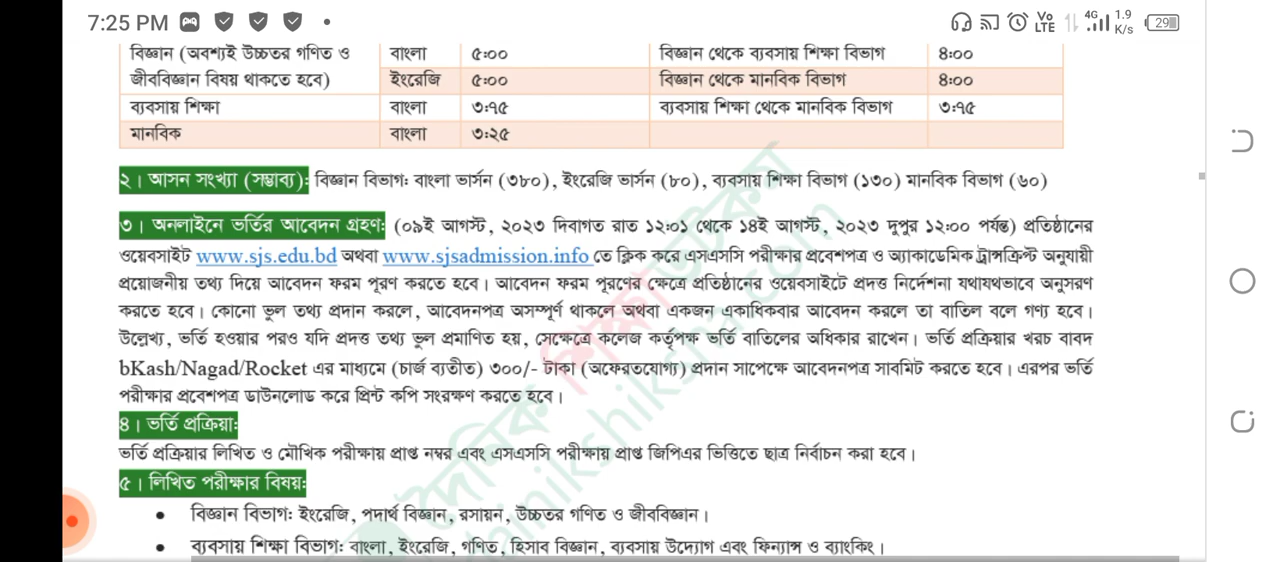 7:25 PM
Vo LTE 4G 1.9 K/s 29
বিজ্ঞান (অবশ্যই উচ্চতর গণিত ও বাংলা ৫:০০ বিজ্ঞান থেকে ব্যবসায় শিক্ষা বিভাগ ৪:০০
জীববিজ্ঞান বিষয় থাকতে হবে) ইংরেজি ৫:০০ বিজ্ঞান থেকে মানবিক বিভাগ ৪:০০
ব্যবসায় শিক্ষা বাংলা ৩:৭৫ ব্যবসায় শিক্ষা থেকে মানবিক বিভাগ ৩:৭৫
মানবিক বাংলা ৩:২৫
২। আসন সংখ্যা (সম্ভাব্য): বিজ্ঞান বিভাগ: বাংলা ভার্সন (৩৮০), ইংরেজি ভার্সন (৮০), ব্যবসায় শিক্ষা বিভাগ (১৩০) মানবিক বিভাগ (৬০)
৩। অনলাইনে ভর্তির আবেদন গ্রহণ: (০৯ই আগস্ট, ২০২৩ দিবাগত রাত ১২:০১ থেকে ১৪ই আগস্ট, ২০২৩ দুপুর ১২:০০ পর্যন্ত) প্রতিষ্ঠানের
ওয়েবসাইট www.sjs.edu.bd অথবা www.sjsadmission.info তে ক্লিক করে এসএসসি পরীক্ষার প্রবেশপত্র ও অ্যাকাডেমিক ট্রান্সক্রিপ্ট অনুযায়ী
প্রয়োজনীয় তথ্য দিয়ে আবেদন ফরম পূরণ করতে হবে। আবেদন ফরম পূরণের ক্ষেত্রে প্রতিষ্ঠানের ওয়েবসাইটে প্রদত্ত নির্দেশনা যথাযথভাবে অনুসরণ
করতে হবে। কোনো ভুল তথ্য প্রদান করলে, আবেদনপত্র অসম্পূর্ণ থাকলে অথবা একজন একাধিকবার আবেদন করলে তা বাতিল বলে গণ্য হবে।
উল্লেখ্য, ভর্তি হওয়ার পরও যদি প্রদত্ত তথ্য ভুল প্রমাণিত হয়, সেক্ষেত্রে কলেজ কর্তৃপক্ষ ভর্তি বাতিলের অধিকার রাখেন। ভর্তি প্রক্রিয়ার খরচ বাবদ
bKash/Nagad/Rocket এর মাধ্যমে (চার্জ ব্যতীত) ৩০০/- টাকা (অফেরতযোগ্য) প্রদান সাপেক্ষে আবেদনপত্র সাবমিট করতে হবে। এরপর ভর্তি
পরীক্ষার প্রবেশপত্র ডাউনলোড করে প্রিন্ট কপি সংরক্ষণ করতে হবে।
৪। ভর্তি প্রক্রিয়া:
ভর্তি প্রক্রিয়ার লিখিত ও মৌখিক পরীক্ষায় প্রাপ্ত নম্বর এবং এসএসসি পরীক্ষায় প্রাপ্ত জিপিএর ভিত্তিতে ছাত্র নির্বাচন করা হবে।
৫। লিখিত পরীক্ষার বিষয়:
• বিজ্ঞান বিভাগ: ইংরেজি, পদার্থ বিজ্ঞান, রসায়ন, উচ্চতর গণিত ও জীববিজ্ঞান।
• ব্যবসায় শিক্ষা বিভাগ: বাংলা, ইংরেজি, গণিত, হিসাব বিজ্ঞান, ব্যবসায় উদ্যোগ এবং ফিন্যান্স ও ব্যাংকিং।
দৈনিক শিক্ষাডটকম
dainikshiksha.com